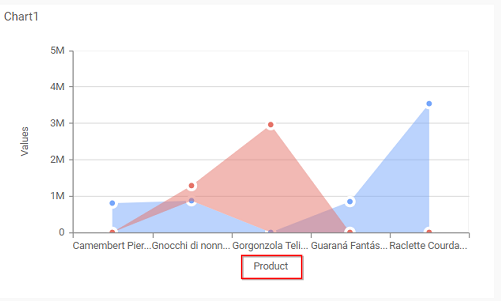 Chart1
5M
4M
3M
2M
1M
0
Values
Camembert Pier... Gnocchi di nonn... Gorgonzola Teli... Guaraná Fantás... Raclette Courda...
Product